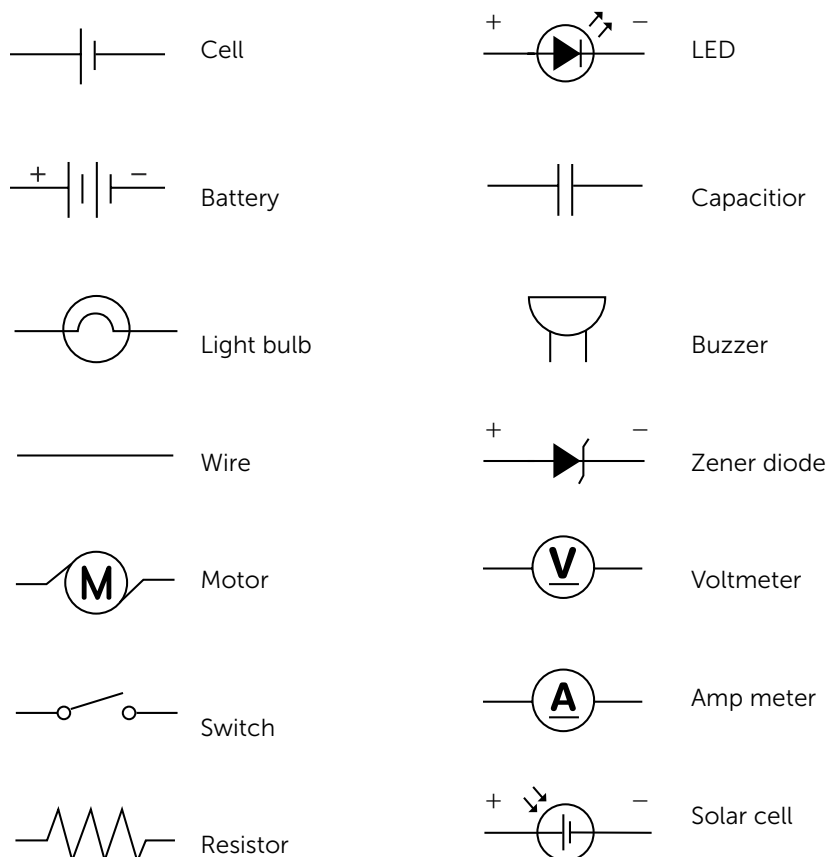 Cell
+ −
LED
+ −
Battery
Capacitior
Light bulb
Buzzer
Wire
+ −
Zener diode
M
Motor
V
Voltmeter
Switch
A
Amp meter
Resistor
+ −
Solar cell